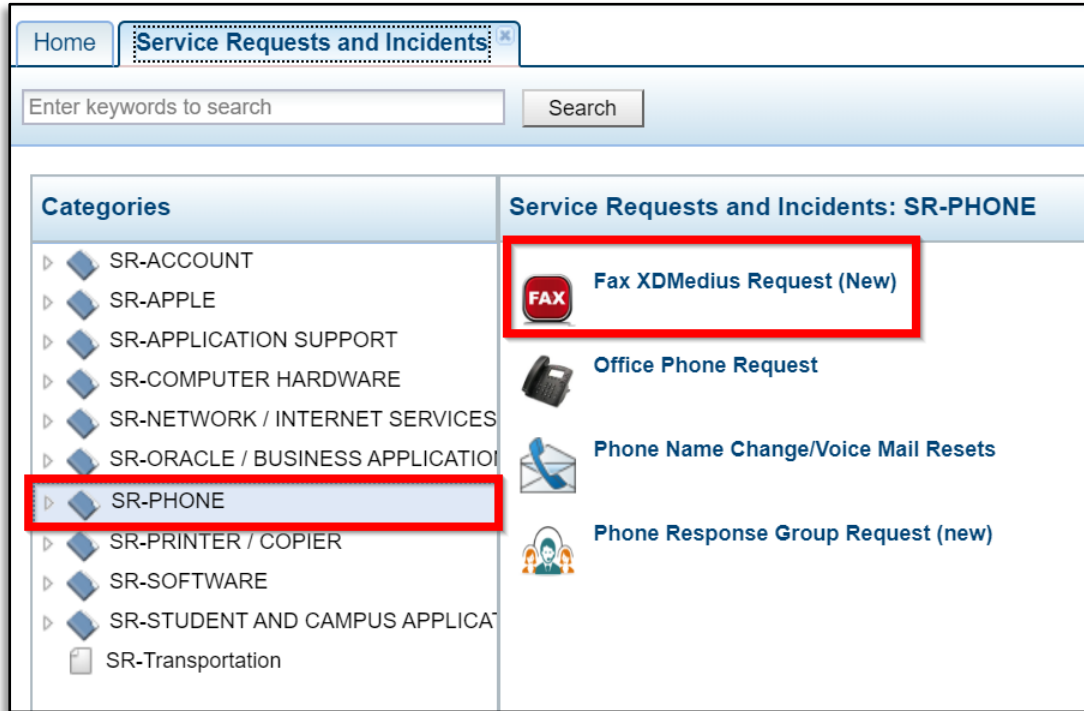 Home
Service Requests and Incidents
Enter keywords to search
Search
Categories
SR-ACCOUNT
SR-APPLE
SR-APPLICATION SUPPORT
SR-COMPUTER HARDWARE
SR-NETWORK / INTERNET SERVICES
SR-ORACLE / BUSINESS APPLICATIO
SR-PHONE
SR-PRINTER / COPIER
SR-SOFTWARE
SR-STUDENT AND CAMPUS APPLICAT
SR-Transportation
Service Requests and Incidents: SR-PHONE
FAX
Fax XDMedius Request (New)
Office Phone Request
Phone Name Change/Voice Mail Resets
Phone Response Group Request (new)